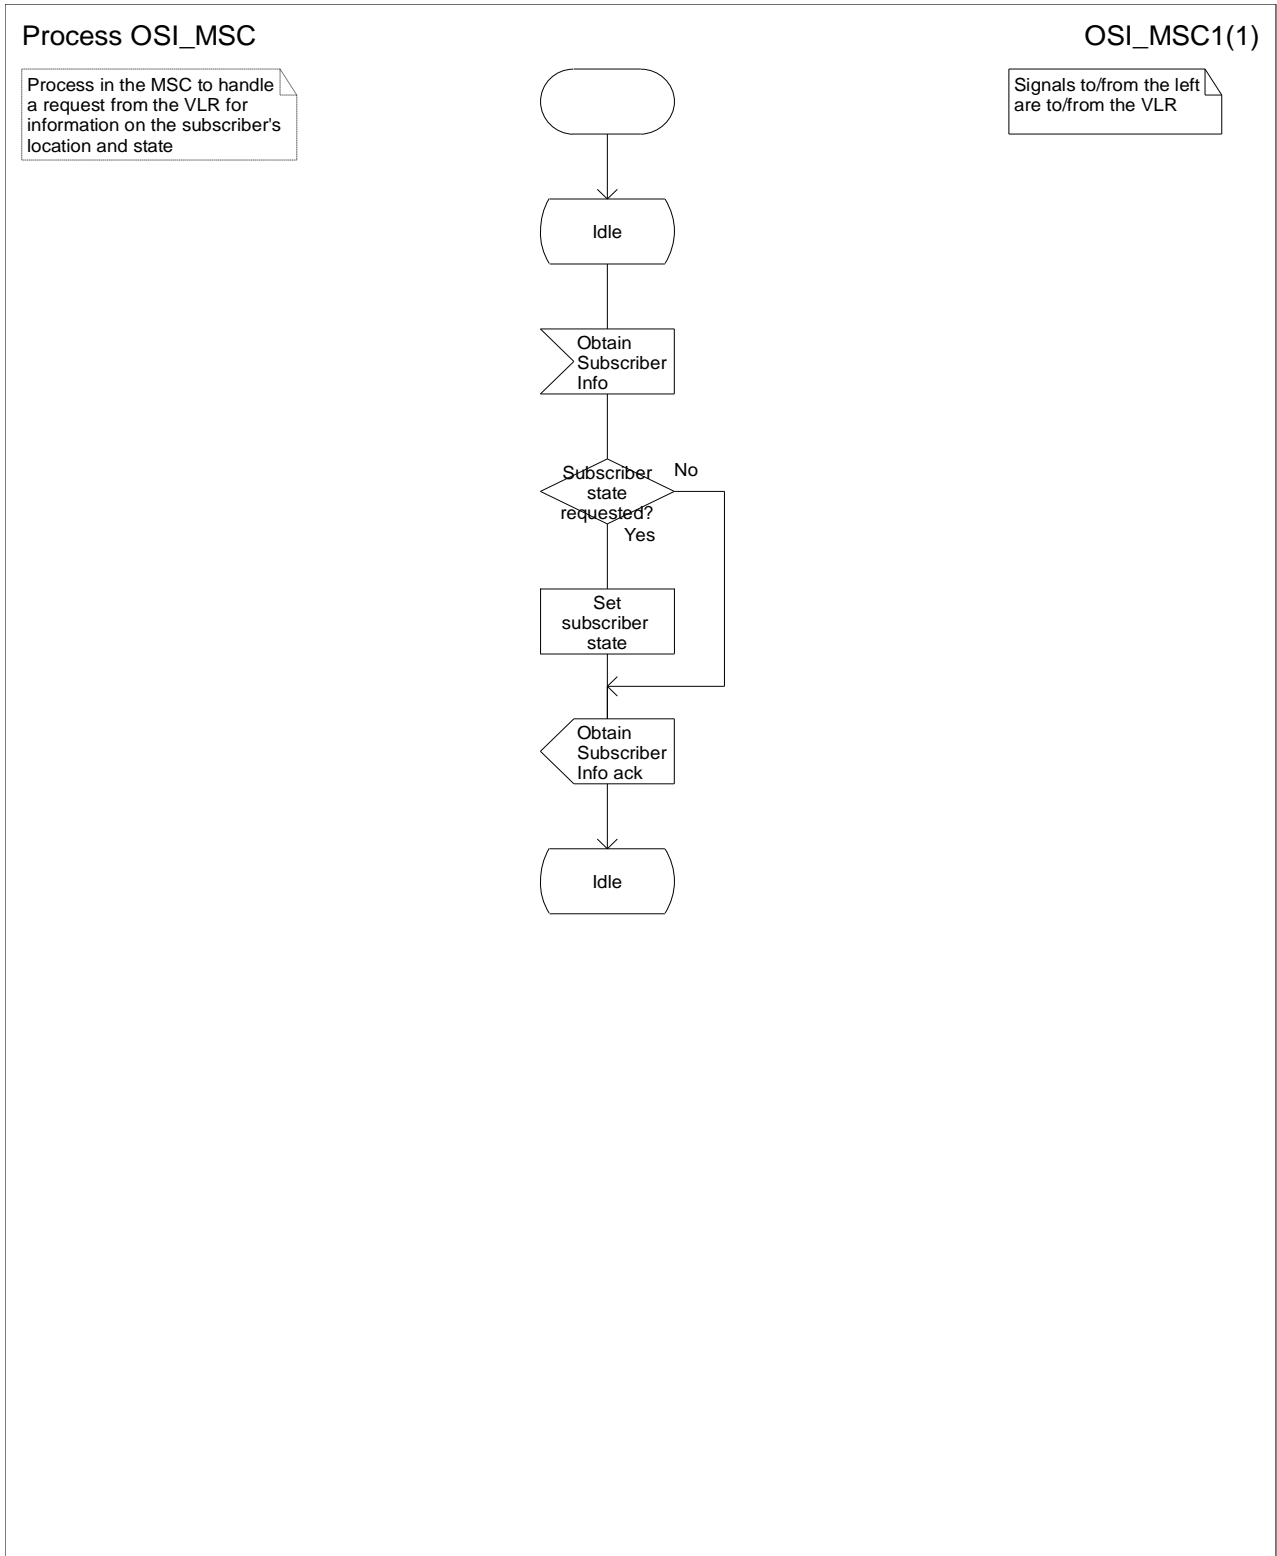 Process OSI_MSC
OSI_MSC1(1)
Process in the MSC to handle
a request from the VLR for
information on the subscriber's
location and state
Signals to/from the left
are to/from the VLR
Idle
Obtain
Subscriber
Info
Subscriber
state
requested?
No
Yes
Set
subscriber
state
Obtain
Subscriber
Info ack
Idle